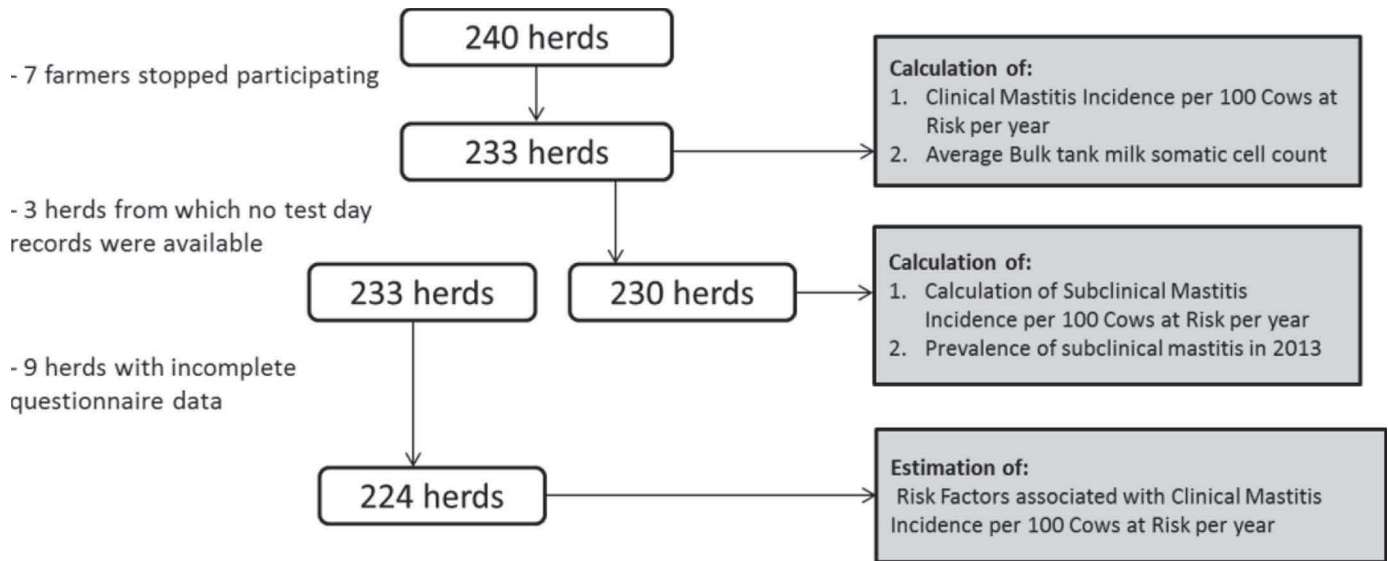 240 herds
- 7 farmers stopped participating
233 herds
Calculation of:
1. Clinical Mastitis Incidence per 100 Cows at
Risk per year
2. Average Bulk tank milk somatic cell count
- 3 herds from which no test day
records were available
233 herds
230 herds
Calculation of:
1. Calculation of Subclinical Mastitis
Incidence per 100 Cows at Risk per year
2. Prevalence of subclinical mastitis in 2013
- 9 herds with incomplete
questionnaire data
224 herds
Estimation of:
Risk Factors associated with Clinical Mastitis
Incidence per 100 Cows at Risk per year